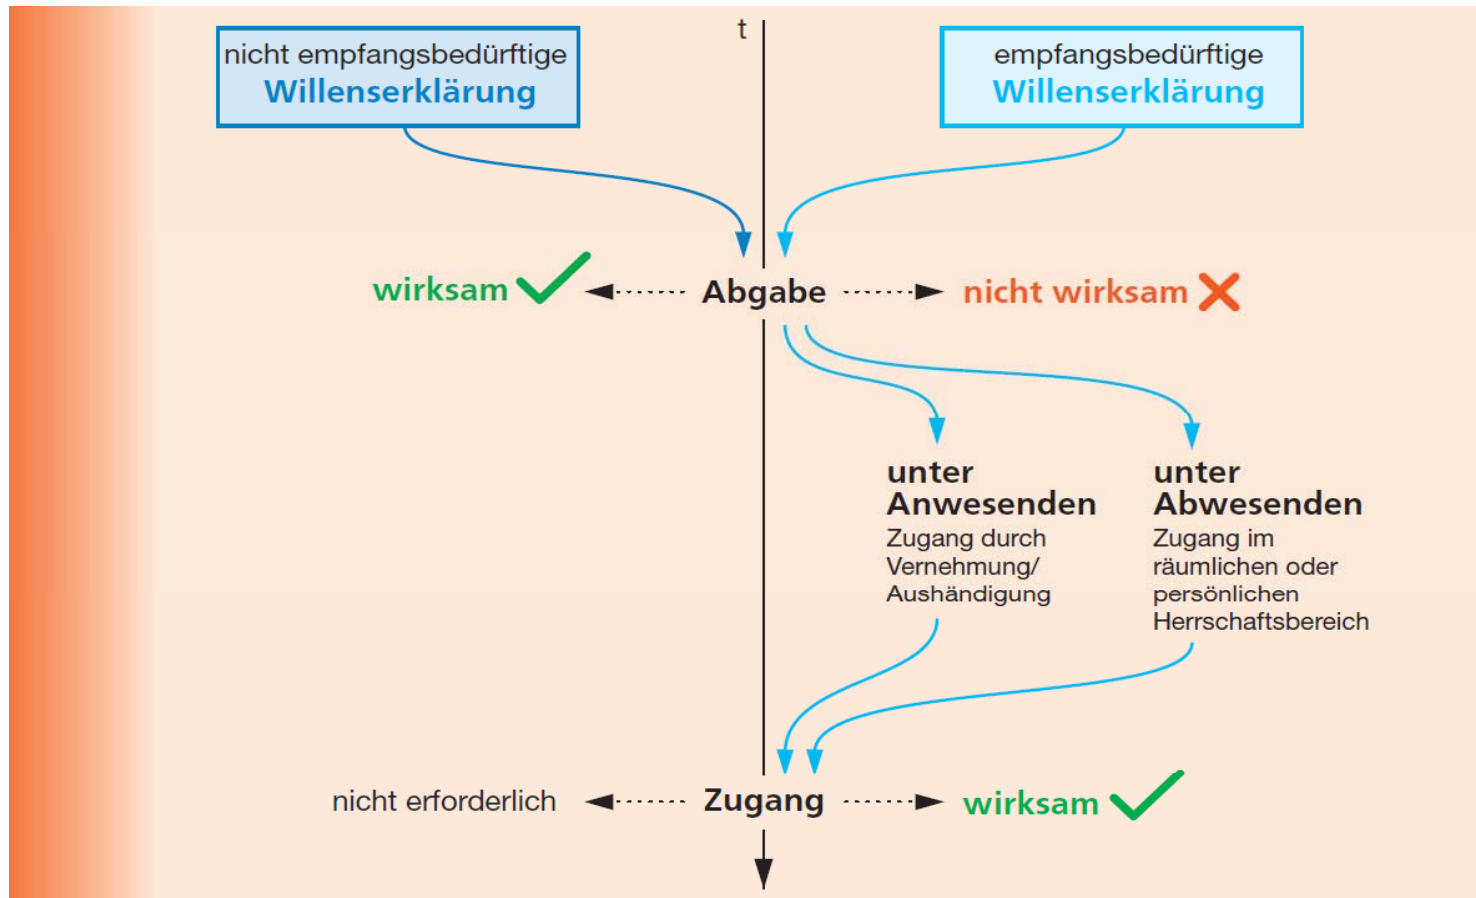 t
nicht empfangsbedürftige
Willenserklärung
empfangsbedürftige
Willenserklärung
wirksam
Abgabe
nicht wirksam
unter
Anwesenden
Zugang durch
Vernehmung/
Aushändigung
unter
Abwesenden
Zugang im
räumlichen oder
persönlichen
Herrschaftsbereich
nicht erforderlich
Zugang
wirksam